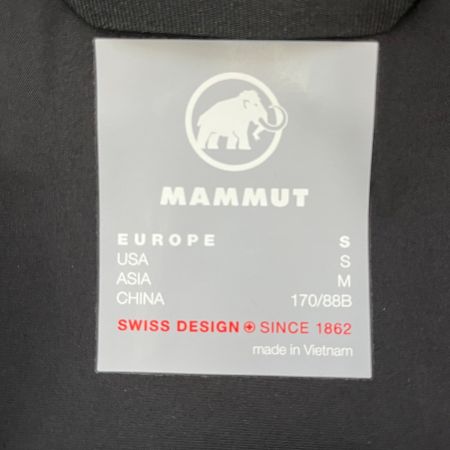 MAMMUT
EUROPE S
USA S
ASIA M
CHINA 170/88B
SWISS DESIGN SINCE 1862
made in Vietnam